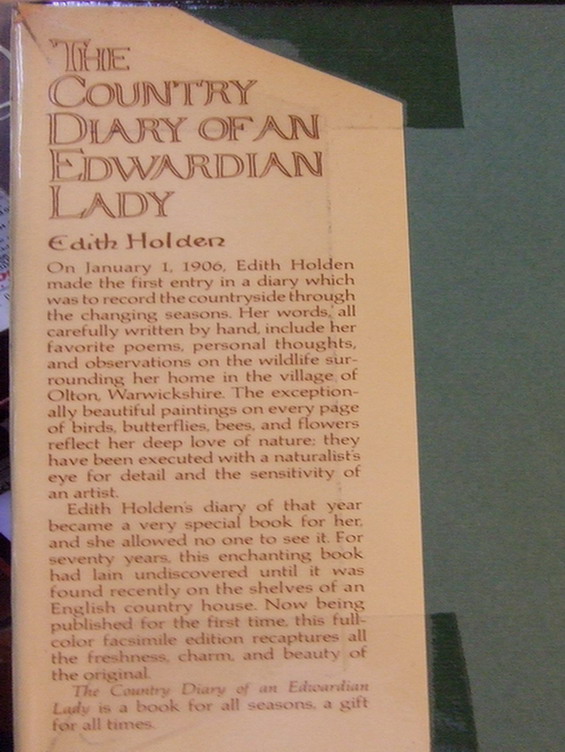 THE
COUNTRY
DIARY OF AN
EDWARDIAN
LADY
Edith Holden
On January 1, 1906, Edith Holden
made the first entry in a diary which
was to record the countryside through
the changing seasons. Her words, all
carefully written by hand, include her
favorite poems, personal thoughts,
and observations on the wildlife sur-
rounding her home in the village of
Olton, Warwickshire. The exception-
ally beautiful paintings on every page
of birds, butterflies, bees, and flowers
reflect her deep love of nature: they
have been executed with a naturalist's
eye for detail and the sensitivity of
an artist.
Edith Holden's diary of that year
became a very special book for her,
and she allowed no one to see it. For
seventy years, this enchanting book
had lain undiscovered until it was
found recently on the shelves of an
English country house. Now being
published for the first time, this full-
color facsimile edition recaptures all
the freshness, charm, and beauty of
the original.
The Country Diary of an Edwardian
Lady is a book for all seasons, a gift
for all times.